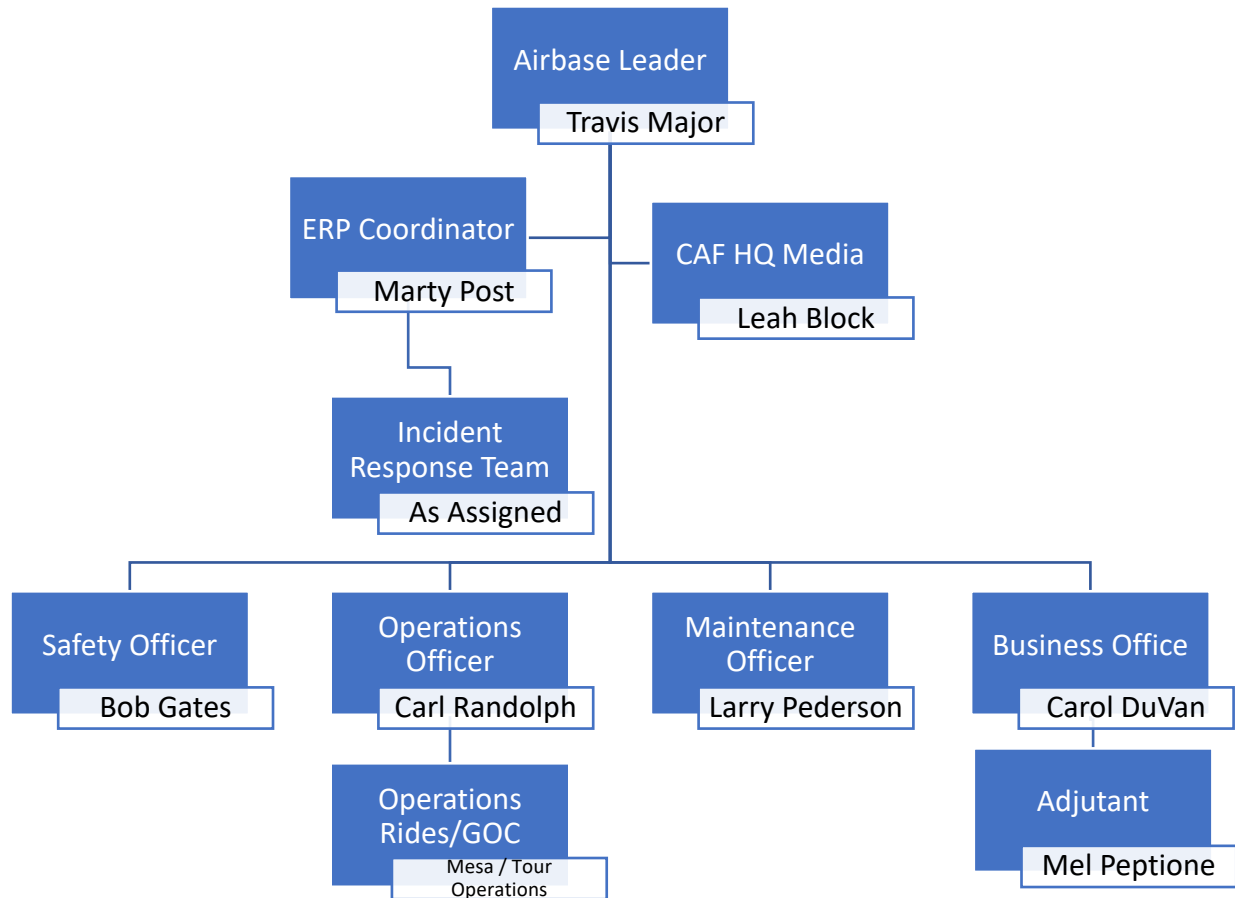 Airbase Leader
Travis Major
ERP Coordinator
Marty Post
CAF HQ Media
Leah Block
Incident
Response Team
As Assigned
Safety Officer
Bob Gates
Operations
Officer
Carl Randolph
Maintenance
Officer
Larry Pederson
Business Office
Carol DuVan
Operations
Rides/GOC
Mesa / Tour
Operations
Adjutant
Mel Peptione